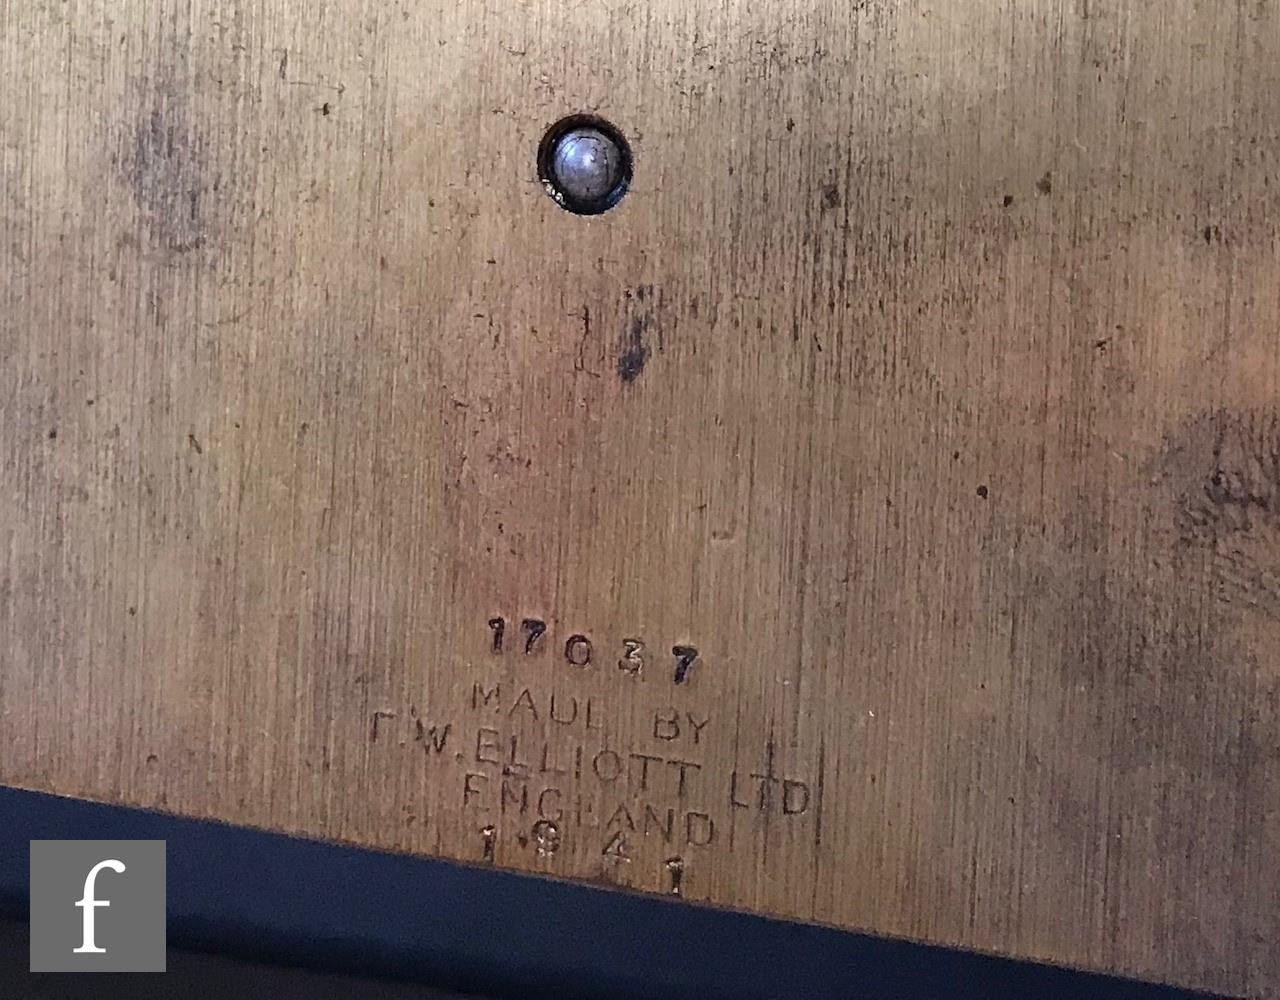 17037
MADE BY
F.W.ELLIOTT LTD
ENGLAND
1941
f